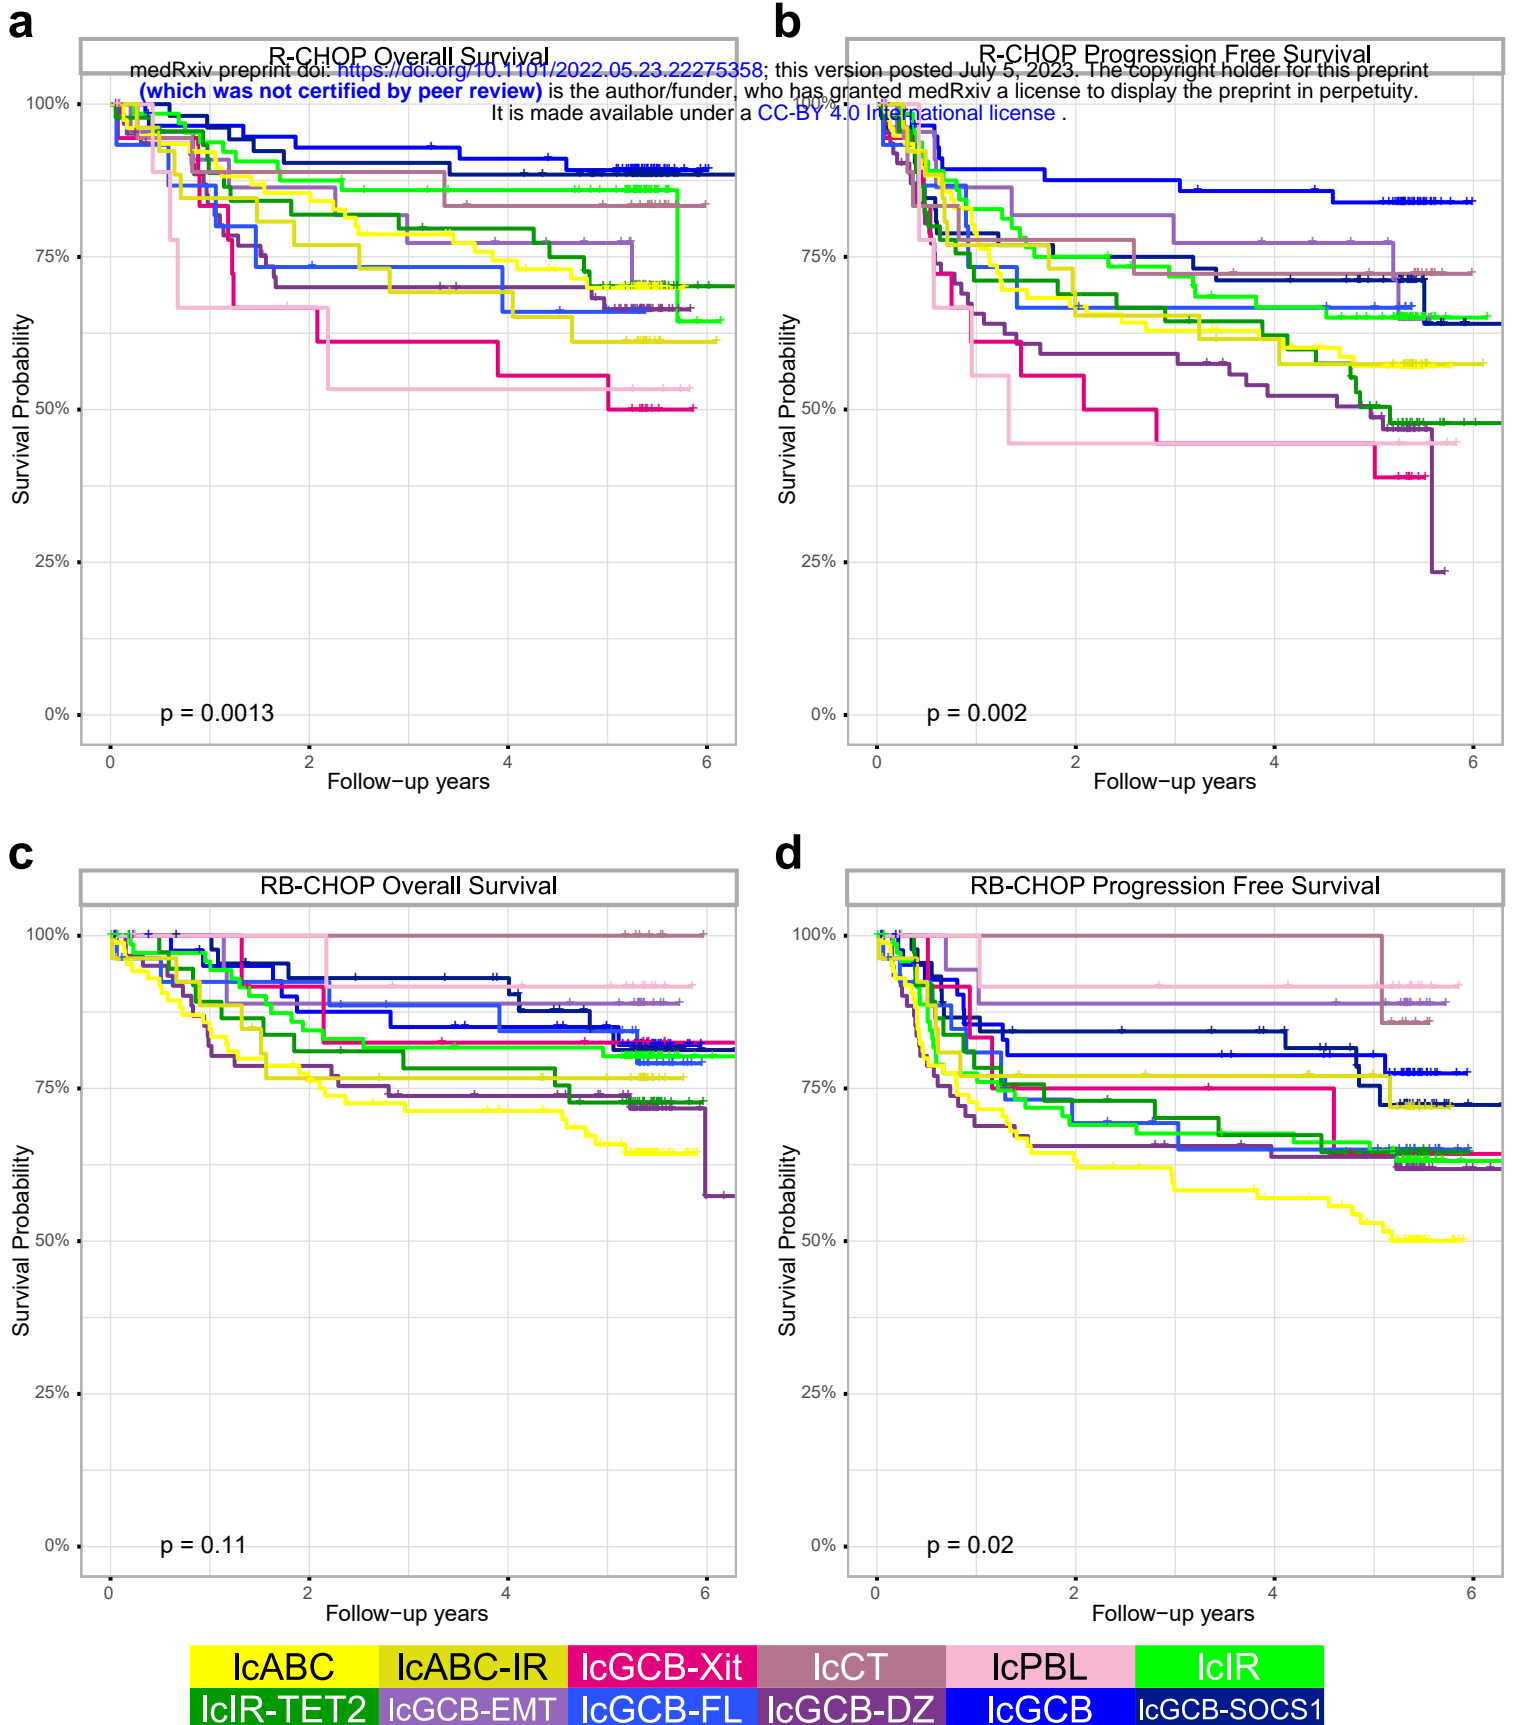 a
b
R-CHOP Overall Survival
R-CHOP Progression Free Survival
medRxiv preprint doi: https://doi.org/10.1101/2022.05.23.22275358; this version posted July 5, 2023. The copyright holder for this preprint
(which was not certified by peer review) is the author/funder, who has granted medRxiv a license to display the preprint in perpetuity.
It is made available under a CC-BY 4.0 International license .
100%
75%
50%
25%
0%
Survival Probability
p = 0.0013
0 2 4 6
Follow-up years
100%
75%
50%
25%
0%
Survival Probability
p = 0.002
0 2 4 6
Follow-up years
c
d
RB-CHOP Overall Survival
RB-CHOP Progression Free Survival
100%
75%
50%
25%
0%
Survival Probability
p = 0.11
0 2 4 6
Follow-up years
100%
75%
50%
25%
0%
Survival Probability
p = 0.02
0 2 4 6
Follow-up years
lcABC lcABC-IR lcGCB-Xit lcCT lcPBL lcIR
lcIR-TET2 lcGCB-EMT lcGCB-FL lcGCB-DZ lcGCB lcGCB-SOCS1